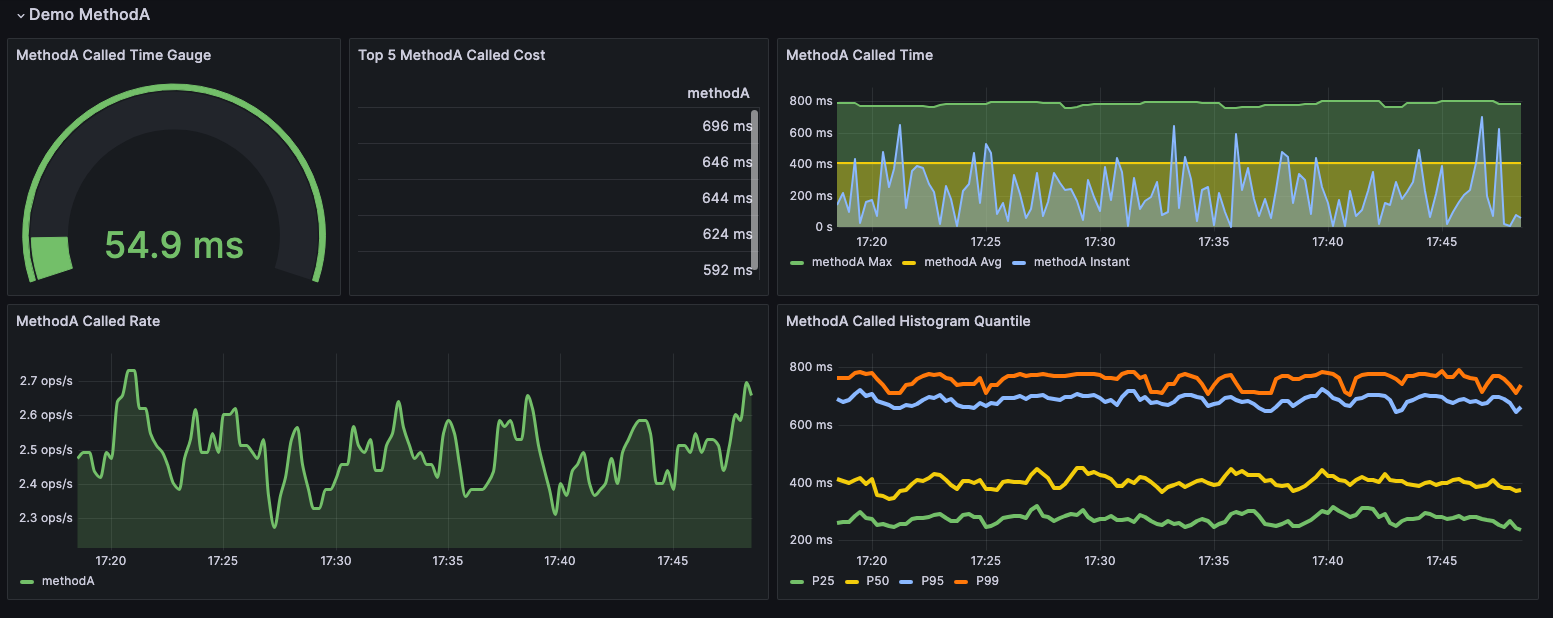 Demo MethodA
MethodA Called Time Gauge
54.9 ms
Top 5 MethodA Called Cost
methodA
696 ms
646 ms
644 ms
624 ms
592 ms
MethodA Called Time
800 ms
600 ms
400 ms
200 ms
0 s
17:20 17:25 17:30 17:35 17:40 17:45
methodA Max methodA Avg methodA Instant
MethodA Called Rate
2.7 ops/s
2.6 ops/s
2.5 ops/s
2.4 ops/s
2.3 ops/s
17:20 17:25 17:30 17:35 17:40 17:45
methodA
MethodA Called Histogram Quantile
800 ms
600 ms
400 ms
200 ms
17:20 17:25 17:30 17:35 17:40 17:45
P25 P50 P95 P99